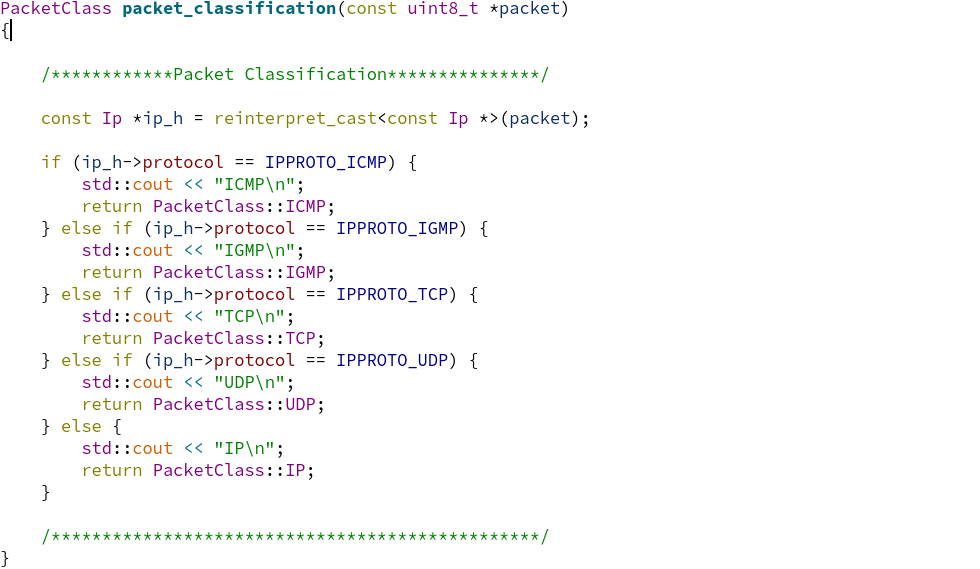 PacketClass packet_classification(const uint8_t *packet)
{
/************Packet Classification***************/
const Ip *ip_h = reinterpret_cast<const Ip *>(packet);
if (ip_h->protocol == IPPROTO_ICMP) {
std::cout << "ICMP\n";
return PacketClass::ICMP;
} else if (ip_h->protocol == IPPROTO_IGMP) {
std::cout << "IGMP\n";
return PacketClass::IGMP;
} else if (ip_h->protocol == IPPROTO_TCP) {
std::cout << "TCP\n";
return PacketClass::TCP;
} else if (ip_h->protocol == IPPROTO_UDP) {
std::cout << "UDP\n";
return PacketClass::UDP;
} else {
std::cout << "IP\n";
return PacketClass::IP;
}
/************************************************/
}